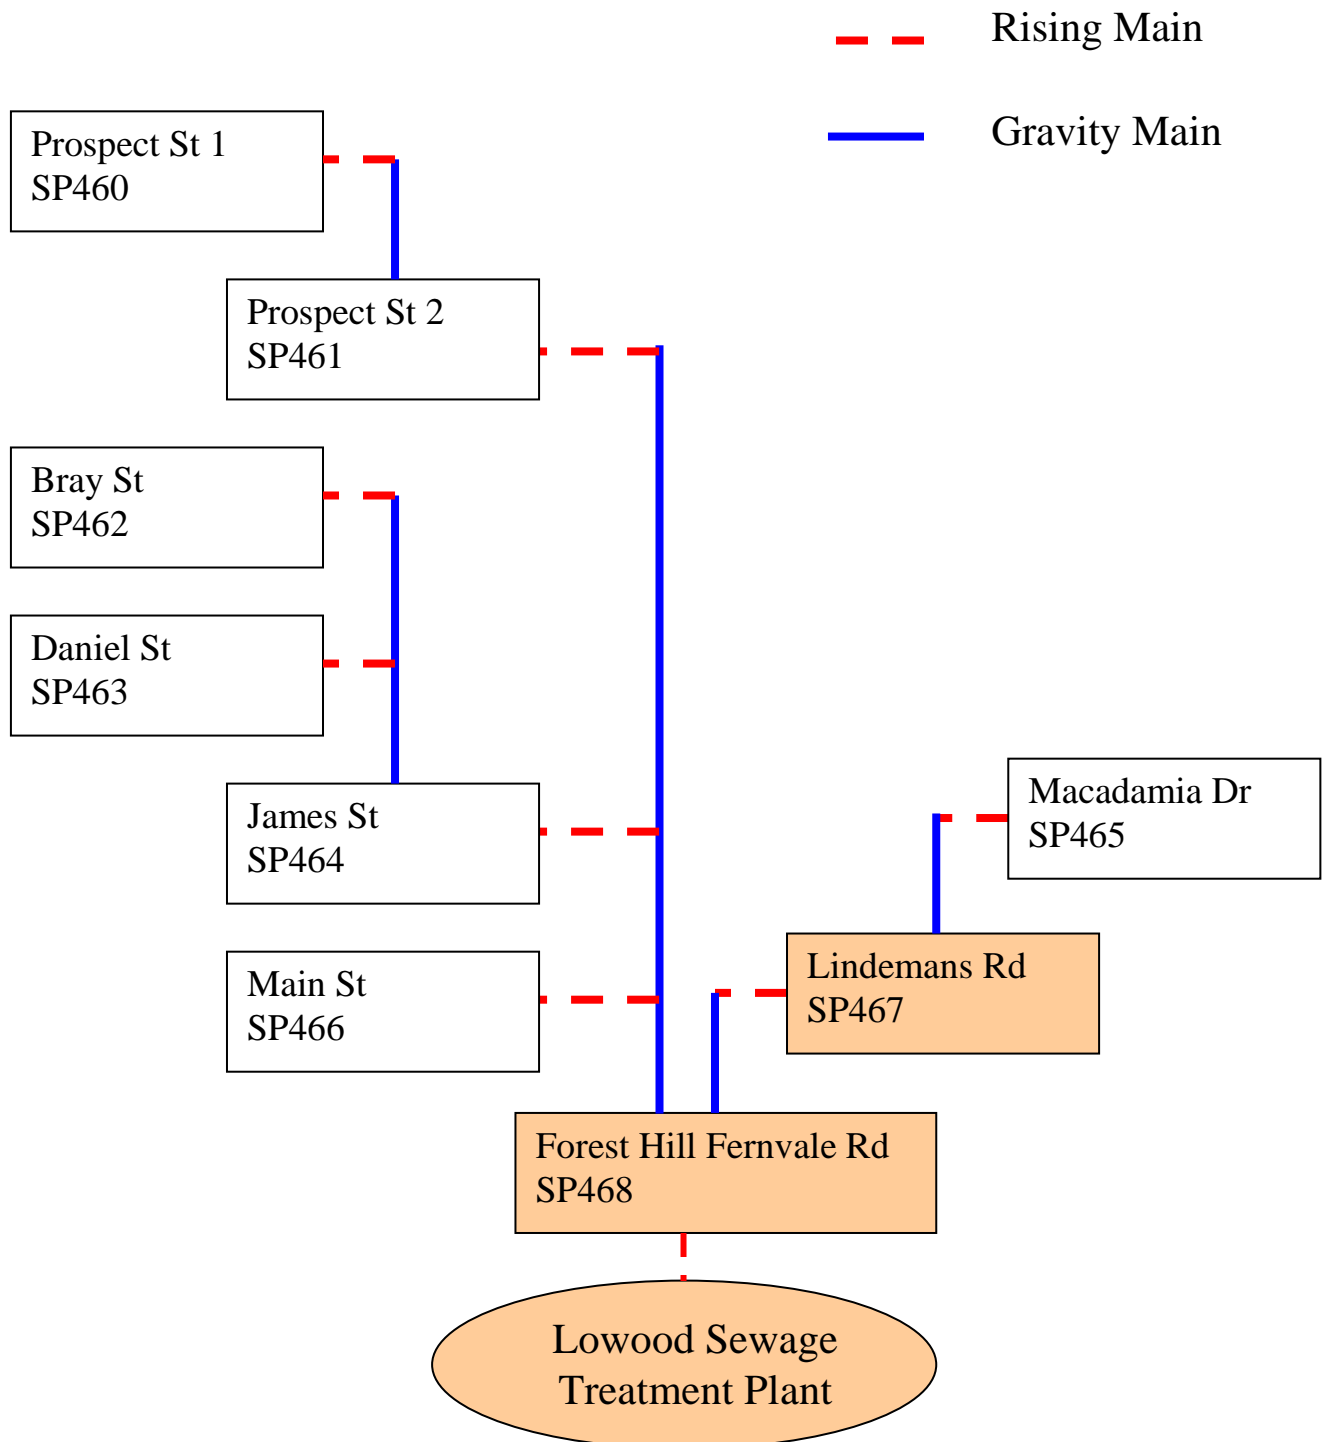 Rising Main
Gravity Main
Prospect St 1
SP460
Prospect St 2
SP461
Bray St
SP462
Daniel St
SP463
James St
SP464
Macadamia Dr
SP465
Main St
SP466
Lindemans Rd
SP467
Forest Hill Fernvale Rd
SP468
Lowood Sewage
Treatment Plant